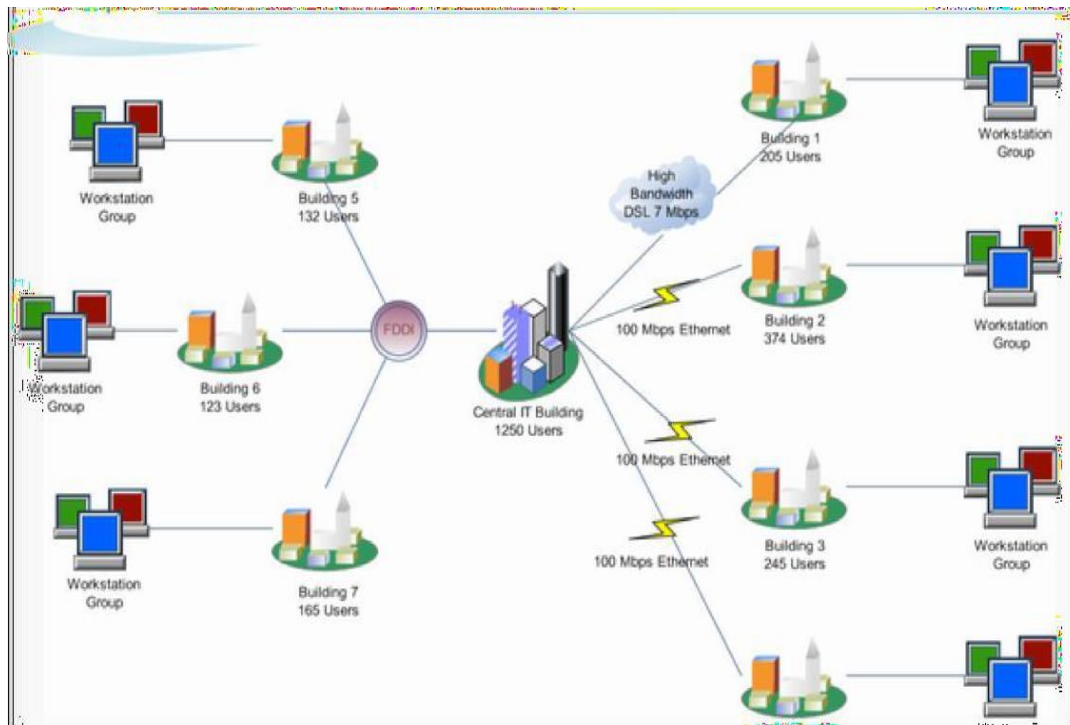 Building 1
205 Users
Workstation
Group
High
Bandwidth
DSL 7 Mbps
Building 5
132 Users
Workstation
Group
100 Mbps Ethernet
Building 2
374 Users
Workstation
Group
FDDI
Building 6
123 Users
Workstation
Group
Central IT Building
1250 Users
100 Mbps Ethernet
Building 3
245 Users
Workstation
Group
100 Mbps Ethernet
Building 7
165 Users
Workstation
Group